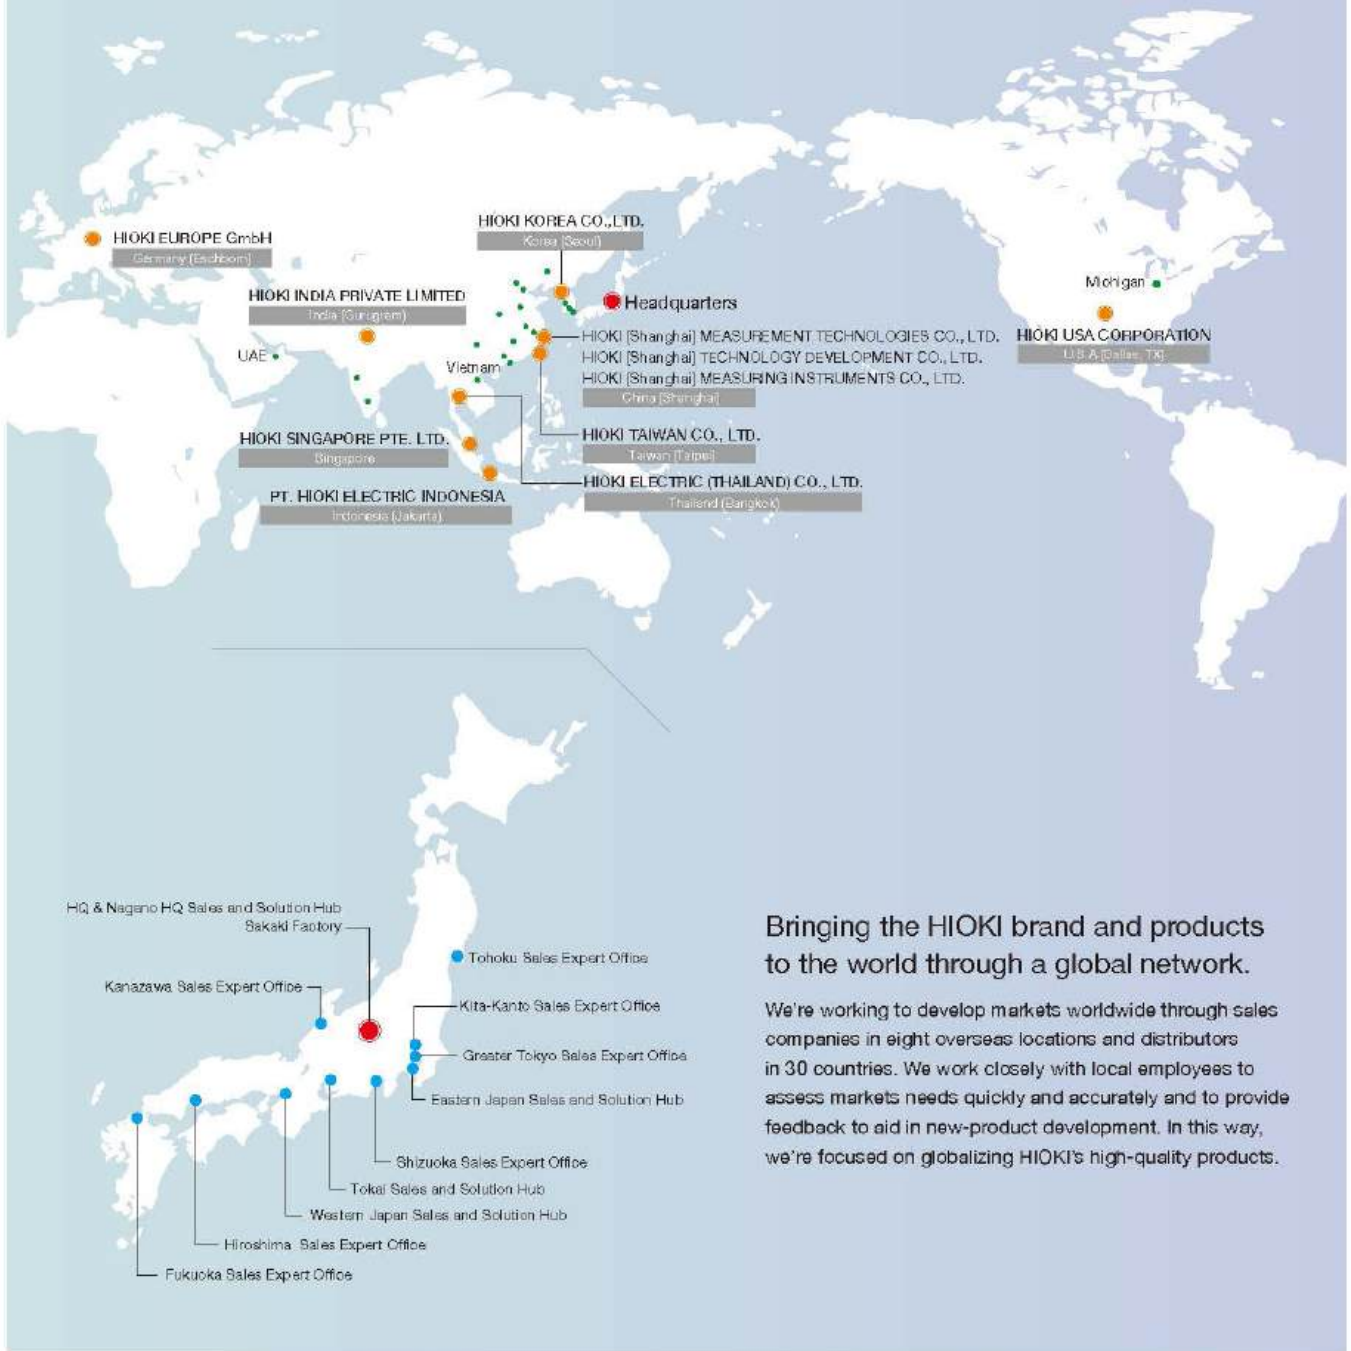 HIOKI KOREA CO.,LTD.
Korea [Seoul]
HIOKI EUROPE GmbH
Germany [Eschborn]
HIOKI INDIA PRIVATE LIMITED
India (Gurugram)
Headquarters
Michigan
HIOKI USA CORPORATION
U.S.A [Dallas, TX]
HIOKI [Shanghai] MEASUREMENT TECHNOLOGIES CO., LTD.
HIOKI [Shanghai] TECHNOLOGY DEVELOPMENT CO., LTD.
HIOKI [Shanghai] MEASURING INSTRUMENTS CO., LTD.
China [Shanghai]
UAE
Vietnam
HIOKI SINGAPORE PTE. LTD.
Singapore
HIOKI TAIWAN CO., LTD.
Taiwan [Taipei]
HIOKI ELECTRIC (THAILAND) CO., LTD.
Thailand (Bangkok)
PT. HIOKI ELECTRIC INDONESIA
Indonesia (Jakarta)
HQ & Nagano HQ Sales and Solution Hub
Sakaki Factory
Tohoku Sales Expert Office
Kanazawa Sales Expert Office
Kita-Kanto Sales Expert Office
Greater Tokyo Sales Expert Office
Eastern Japan Sales and Solution Hub
Shizuoka Sales Expert Office
Tokai Sales and Solution Hub
Western Japan Sales and Solution Hub
Hiroshima Sales Expert Office
Fukuoka Sales Expert Office
Bringing the HIOKI brand and products
to the world through a global network.
We're working to develop markets worldwide through sales
companies in eight overseas locations and distributors
in 30 countries. We work closely with local employees to
assess markets needs quickly and accurately and to provide
feedback to aid in new-product development. In this way,
we're focused on globalizing HIOKI's high-quality products.